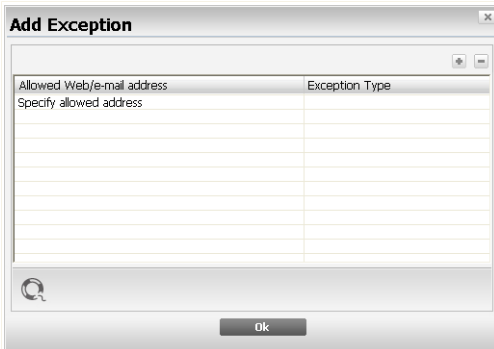 Add Exception
Allowed Web/e-mail address Exception Type
Specify allowed address
Ok